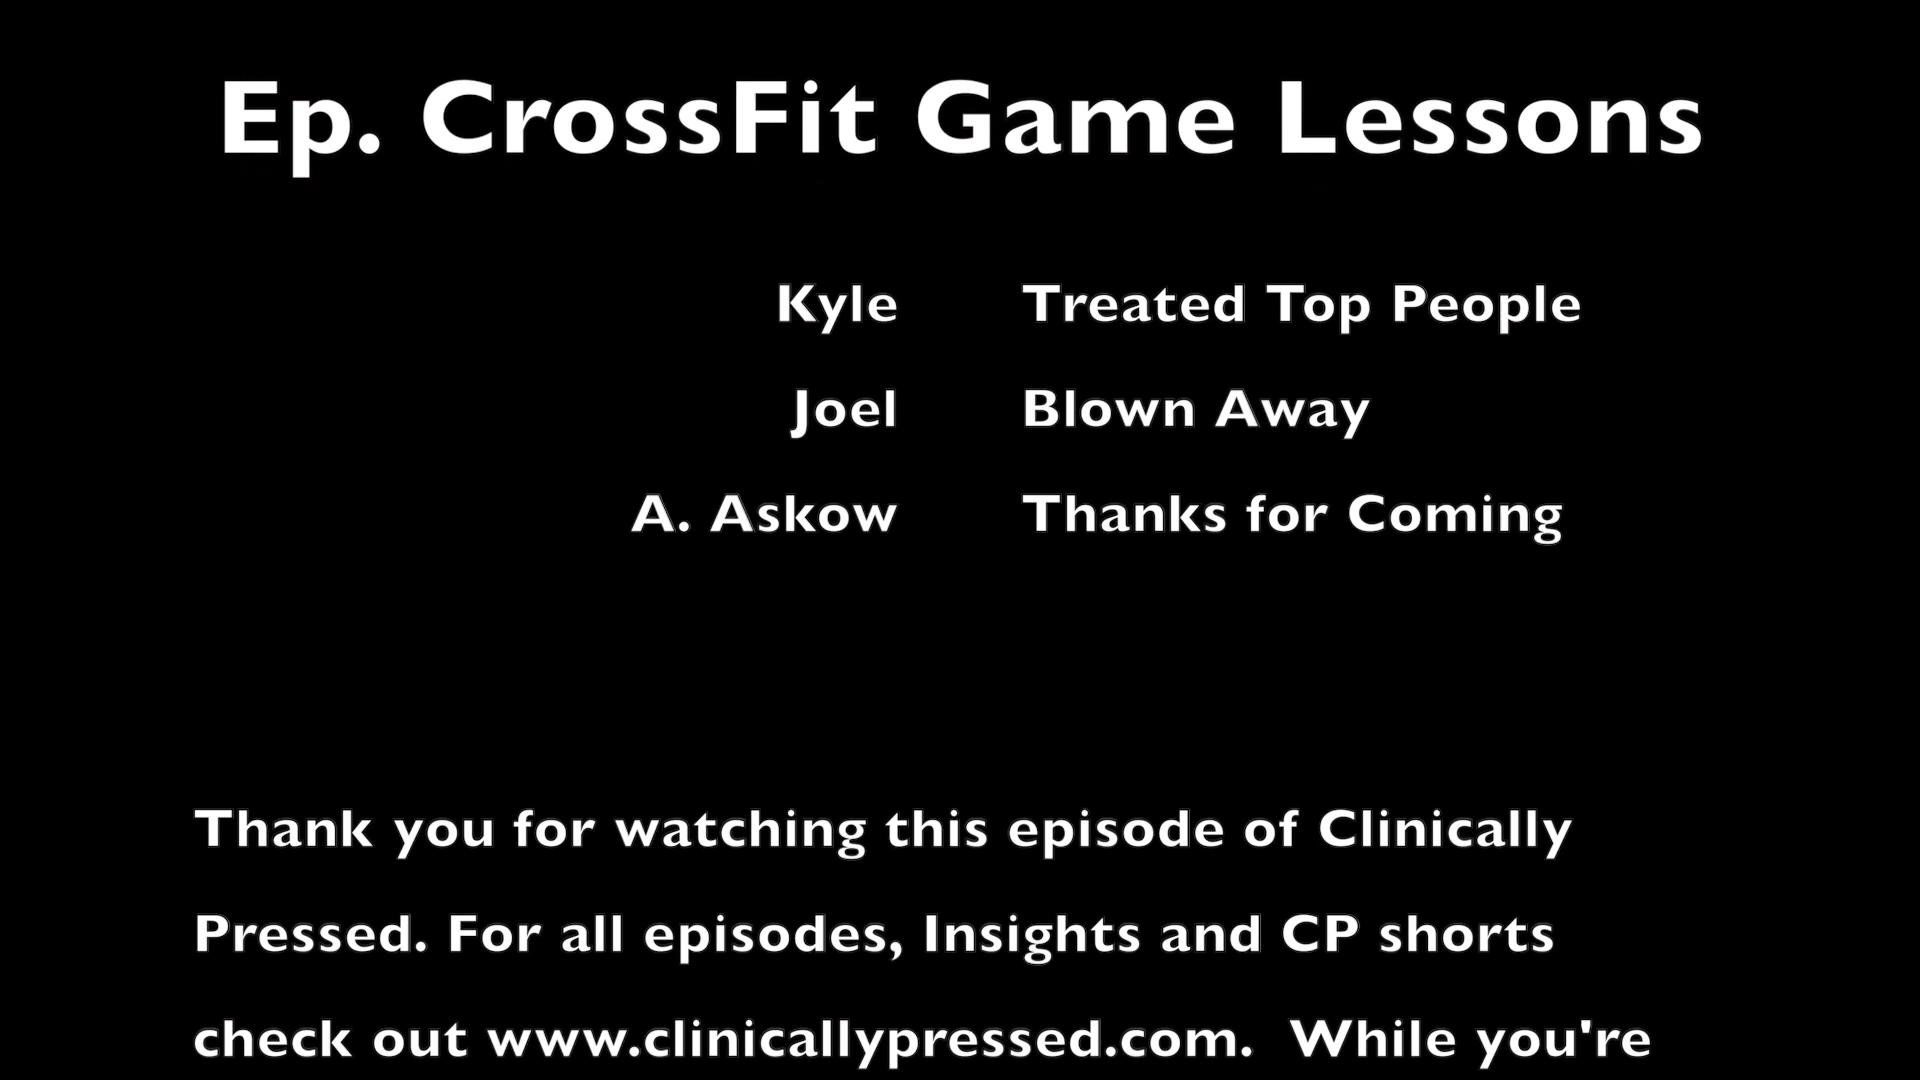 Ep. CrossFit Game Lessons
Kyle Treated Top People
Joel Blown Away
A. Askow Thanks for Coming
Thank you for watching this episode of Clinically
Pressed. For all episodes, Insights and CP shorts
check out www.clinicallypressed.com.  While you're